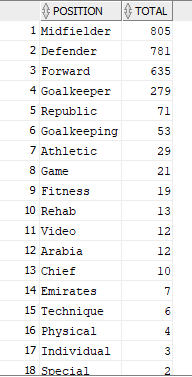 POSITION TOTAL
1 Midfielder 805
2 Defender 781
3 Forward 635
4 Goalkeeper 279
5 Republic 71
6 Goalkeeping 53
7 Athletic 29
8 Game 21
9 Fitness 19
10 Rehab 13
11 Video 12
12 Arabia 12
13 Chief 10
14 Emirates 7
15 Technique 6
16 Physical 4
17 Individual 3
18 Special 2